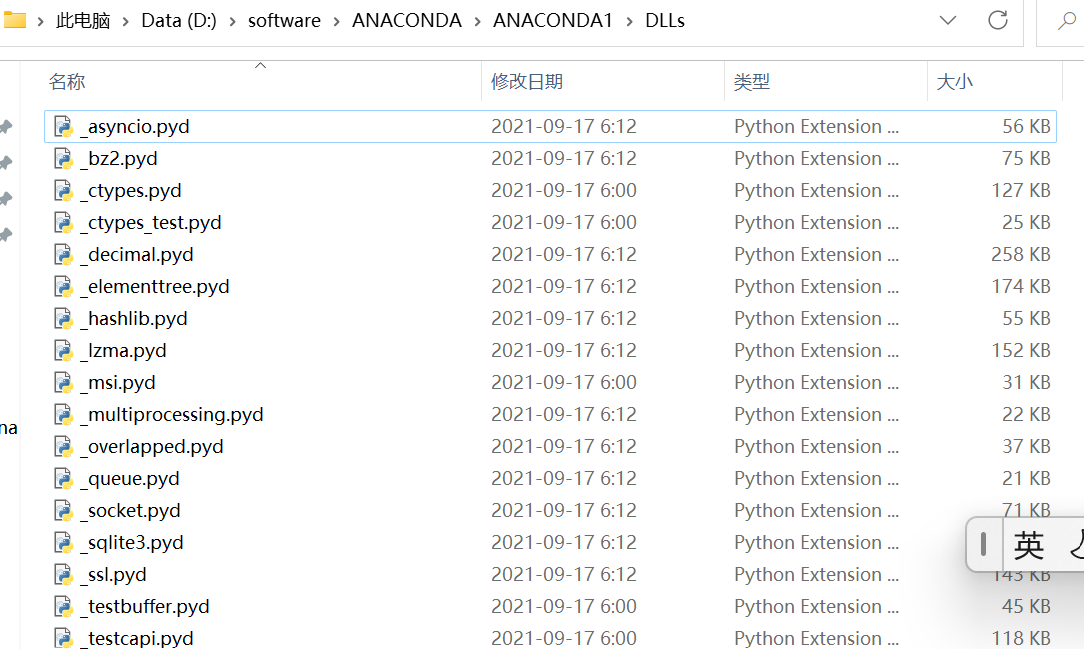 此电脑 > Data (D:) > software > ANACONDA > ANACONDA1 > DLLs
名称 修改日期 类型 大小
_asyncio.pyd 2021-09-17 6:12 Python Extension ... 56 KB
_bz2.pyd 2021-09-17 6:12 Python Extension ... 75 KB
_ctypes.pyd 2021-09-17 6:00 Python Extension ... 127 KB
_ctypes_test.pyd 2021-09-17 6:00 Python Extension ... 25 KB
_decimal.pyd 2021-09-17 6:12 Python Extension ... 258 KB
_elementtree.pyd 2021-09-17 6:12 Python Extension ... 174 KB
_hashlib.pyd 2021-09-17 6:12 Python Extension ... 55 KB
_lzma.pyd 2021-09-17 6:12 Python Extension ... 152 KB
_msi.pyd 2021-09-17 6:00 Python Extension ... 31 KB
_multiprocessing.pyd 2021-09-17 6:12 Python Extension ... 22 KB
na
_overlapped.pyd 2021-09-17 6:12 Python Extension ... 37 KB
_queue.pyd 2021-09-17 6:12 Python Extension ... 21 KB
_socket.pyd 2021-09-17 6:12 Python Extension ... 71 KB
_sqlite3.pyd 2021-09-17 6:12 Python Extension ...
英
_ssl.pyd 2021-09-17 6:12 Python Extension ... 143 KB
_testbuffer.pyd 2021-09-17 6:00 Python Extension ... 45 KB
_testcapi.pyd 2021-09-17 6:00 Python Extension ... 118 KB